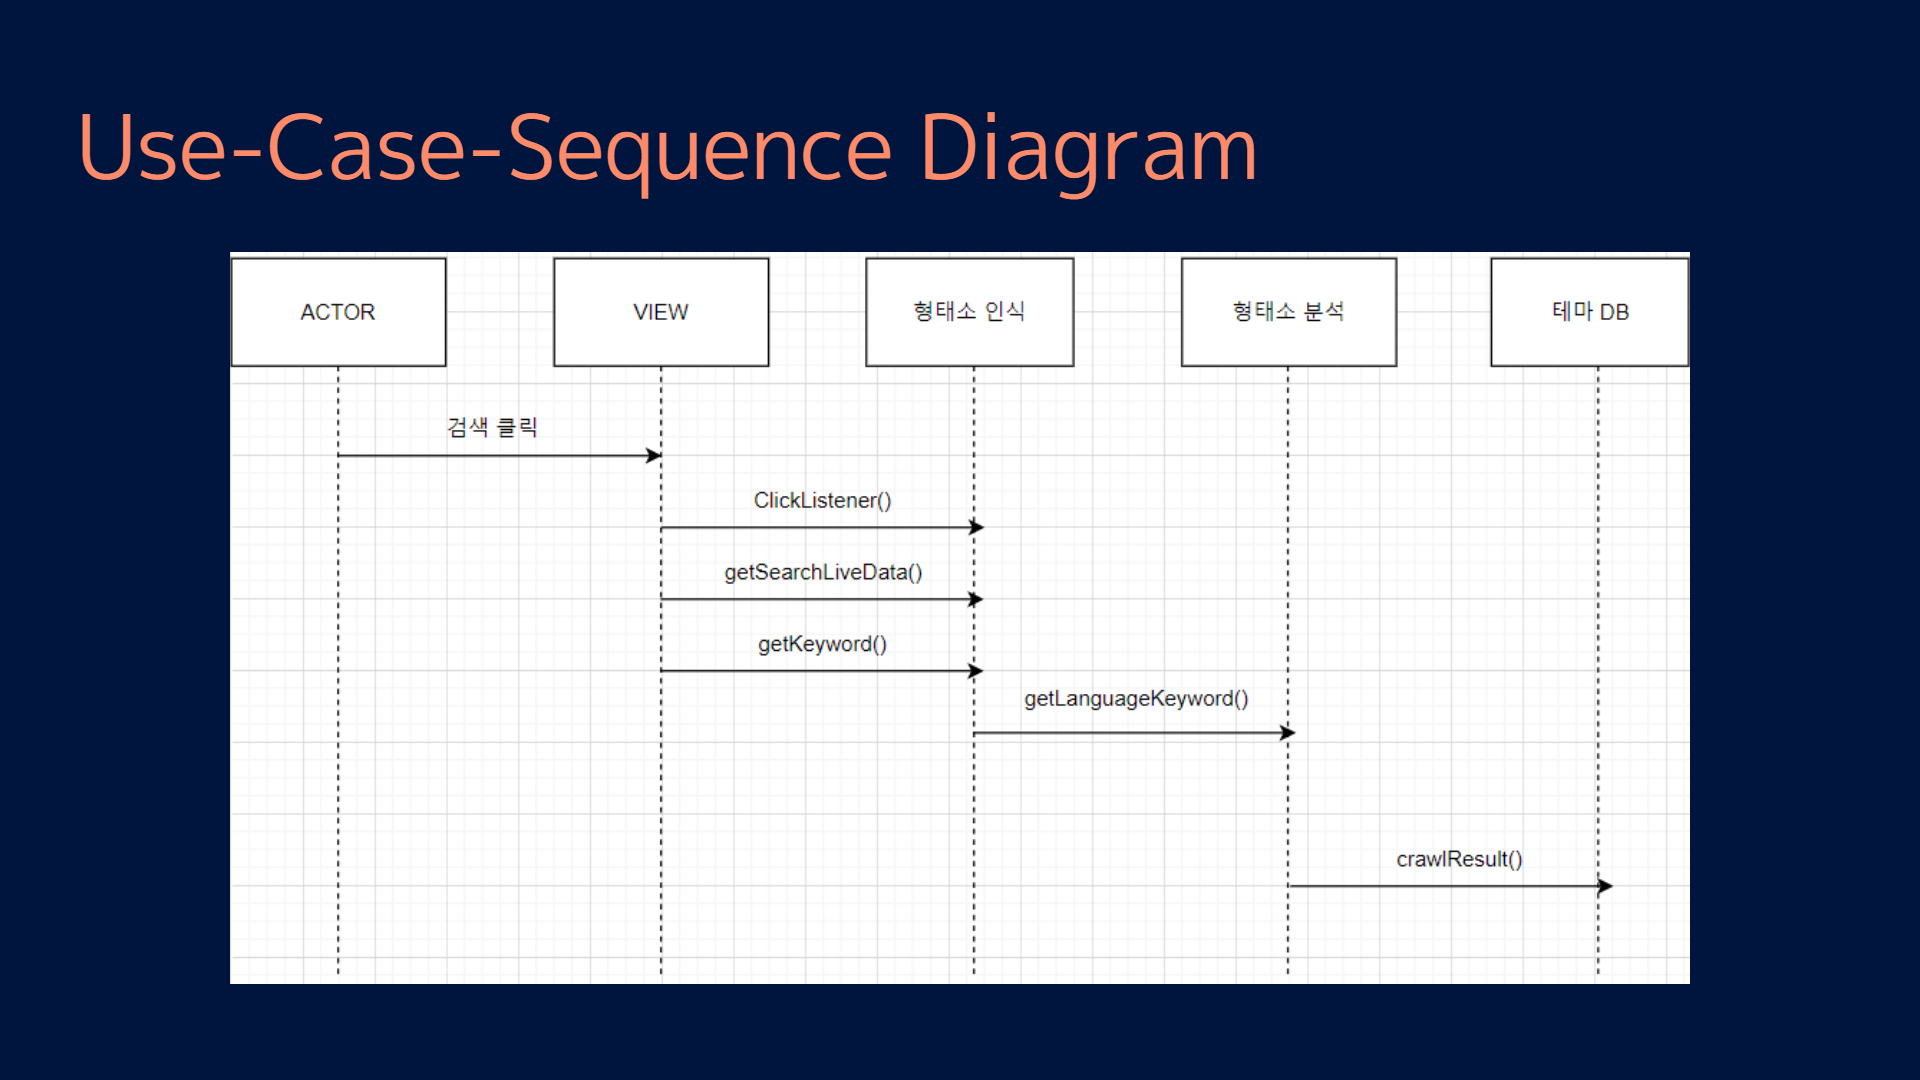 Use-Case-Sequence Diagram
ACTOR
VIEW
형태소 인식
형태소 분석
테마 DB
검색 클릭
ClickListener()
getSearchLiveData()
getKeyword()
getLanguageKeyword()
crawlResult()